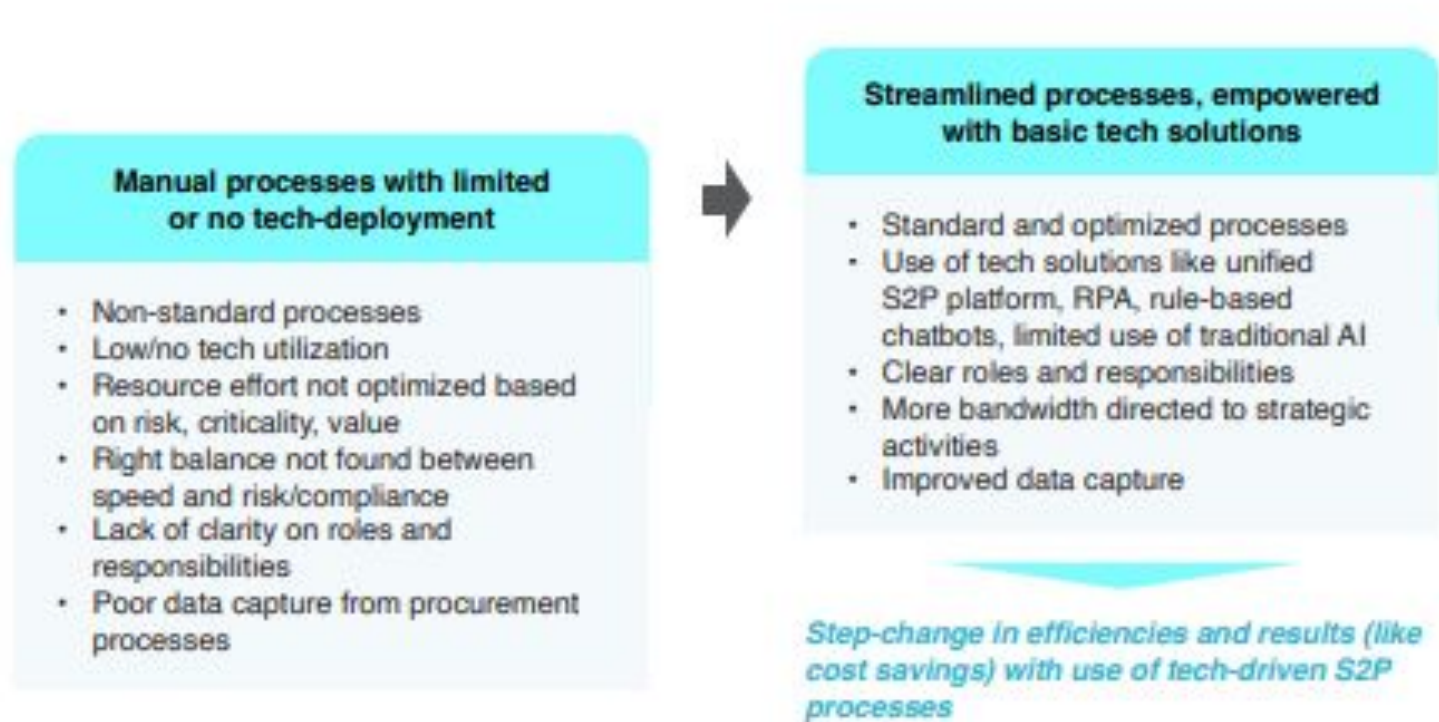 Manual processes with limited
or no tech-deployment
• Non-standard processes
• Low/no tech utilization
• Resource effort not optimized based
on risk, criticality, value
• Right balance not found between
speed and risk/compliance
• Lack of clarity on roles and
responsibilities
• Poor data capture from procurement
processes
Streamlined processes, empowered
with basic tech solutions
• Standard and optimized processes
• Use of tech solutions like unified
S2P platform, RPA, rule-based
chatbots, limited use of traditional AI
• Clear roles and responsibilities
• More bandwidth directed to strategic
activities
• Improved data capture
Step-change in efficiencies and results (like
cost savings) with use of tech-driven S2P
processes